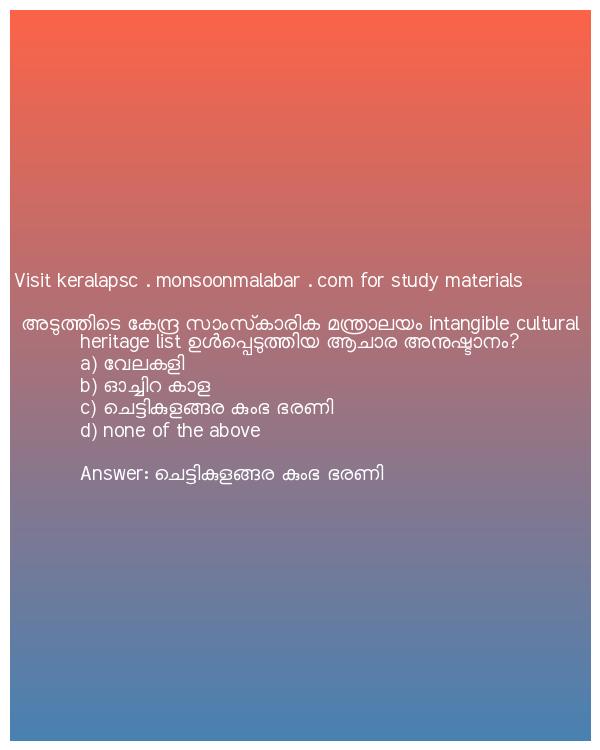 Visit keralapsc . monsoonmalabar . com for study materials
അടുത്തിടെ കേന്ദ്ര സാംസ്കാരിക മന്ത്രാലയം intangible cultural
heritage list ഉൾപ്പെടുത്തിയ ആചാര അനുഷ്ടാനം?
a) വേലകളി
b) ഓച്ചിറ കാള
c) ചെട്ടികുളങ്ങര കുംഭ ഭരണി
d) none of the above
Answer: ചെട്ടികുളങ്ങര കുംഭ ഭരണി